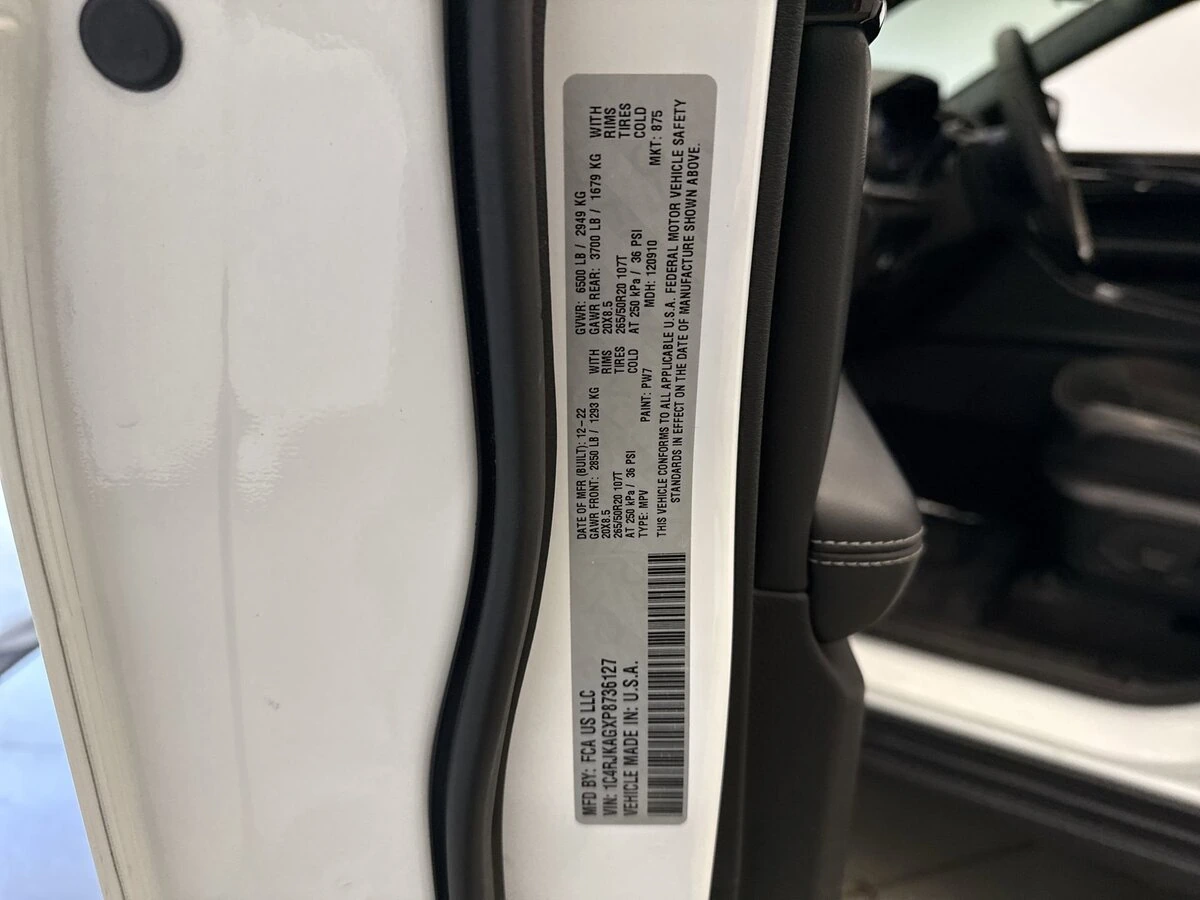 MFD BY: FCA US LLC
VIN: 1C4RJKAGXP8736127
VEHICLE MADE IN: U.S.A.
DATE OF MFR (BUILT): 12-22 GVWR: 6500 LB / 2949 KG
GAWR FRONT: 2850 LB / 1293 KG WITH GAWR REAR: 3700 LB / 1679 KG WITH
20X8.5 RIMS 20X8.5 RIMS
265/50R20 107T TIRES 265/50R20 107T TIRES
AT 250 kPa / 36 PSI COLD AT 250 kPa / 36 PSI COLD
TYPE: MPV PAINT: PW7 MDH: 120910 MKT: 875
THIS VEHICLE CONFORMS TO ALL APPLICABLE U.S.A. FEDERAL MOTOR VEHICLE SAFETY
STANDARDS IN EFFECT ON THE DATE OF MANUFACTURE SHOWN ABOVE.